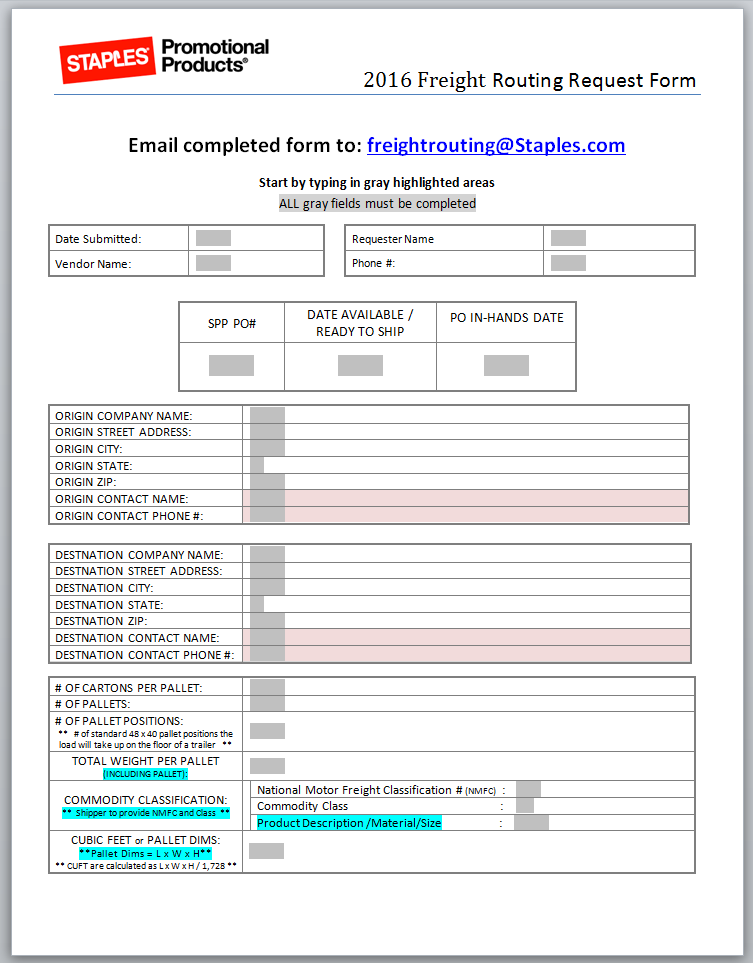 STAPLES Promotional
Products®
2016 Freight Routing Request Form
Email completed form to: freightrouting@Staples.com
Start by typing in gray highlighted areas
ALL gray fields must be completed
Date Submitted:
Vendor Name:
Requester Name
Phone #:
SPP PO#
DATE AVAILABLE /
READY TO SHIP
PO IN-HANDS DATE
ORIGIN COMPANY NAME:
ORIGIN STREET ADDRESS:
ORIGIN CITY:
ORIGIN STATE:
ORIGIN ZIP:
ORIGIN CONTACT NAME:
ORIGIN CONTACT PHONE #:
DESTNATION COMPANY NAME:
DESTNATION STREET ADDRESS:
DESTNATION CITY:
DESTNATION STATE:
DESTNATION ZIP:
DESTNATION CONTACT NAME:
DESTNATION CONTACT PHONE #:
# OF CARTONS PER PALLET:
# OF PALLETS:
# OF PALLET POSITIONS:
** # of standard 48 x 40 pallet positions the
load will take up on the floor of a trailer **
TOTAL WEIGHT PER PALLET
(INCLUDING PALLET):
COMMODITY CLASSIFICATION:
** Shipper to provide NMFC and Class **
National Motor Freight Classification # (NMFC) :
Commodity Class :
Product Description /Material/Size :
CUBIC FEET or PALLET DIMS:
**Pallet Dims = L x W x H**
** CUFT are calculated as L x W x H / 1,728 **